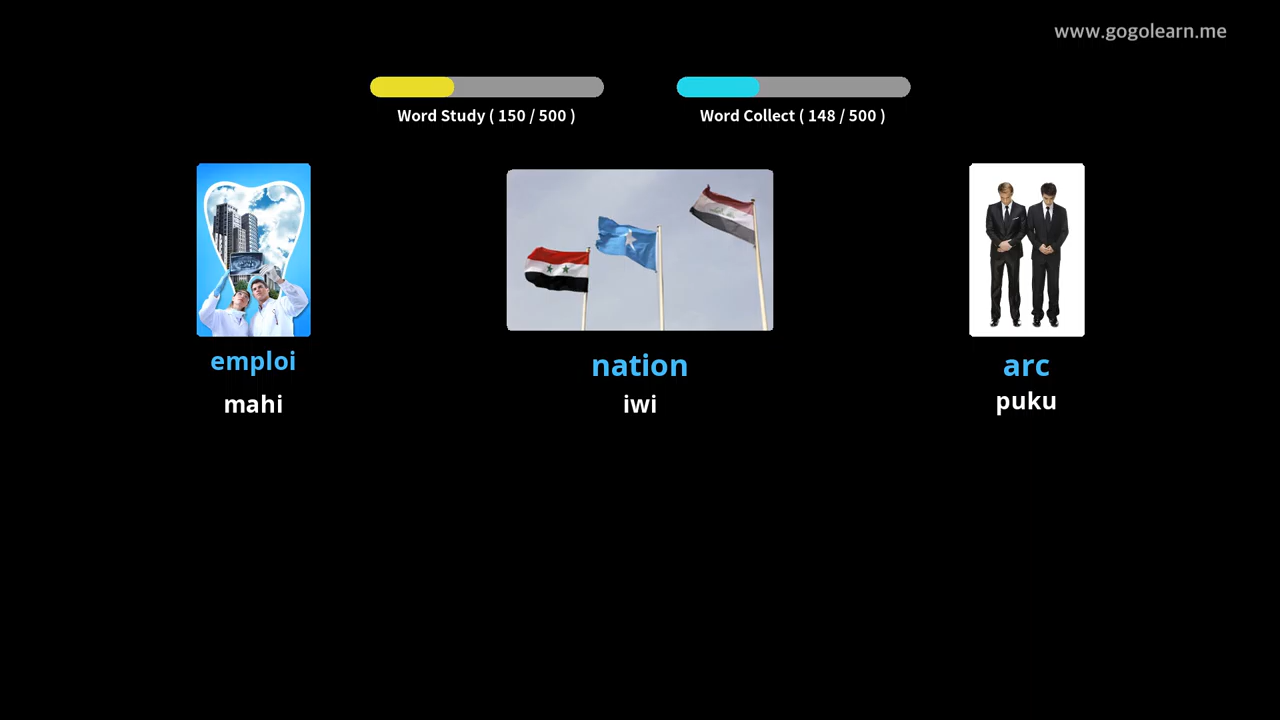 www.gogolearn.me
Word Study ( 150 / 500 )
Word Collect ( 148 / 500 )
emploi
nation
arc
mahi
iwi
puku